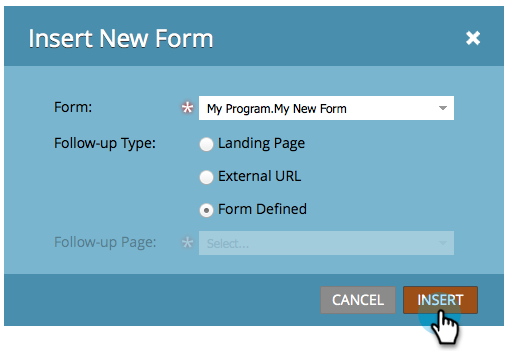 Insert New Form
Form: * My Program.My New Form
Follow-up Type: Landing Page
External URL
Form Defined
Follow-up Page: * Select...
CANCEL INSERT